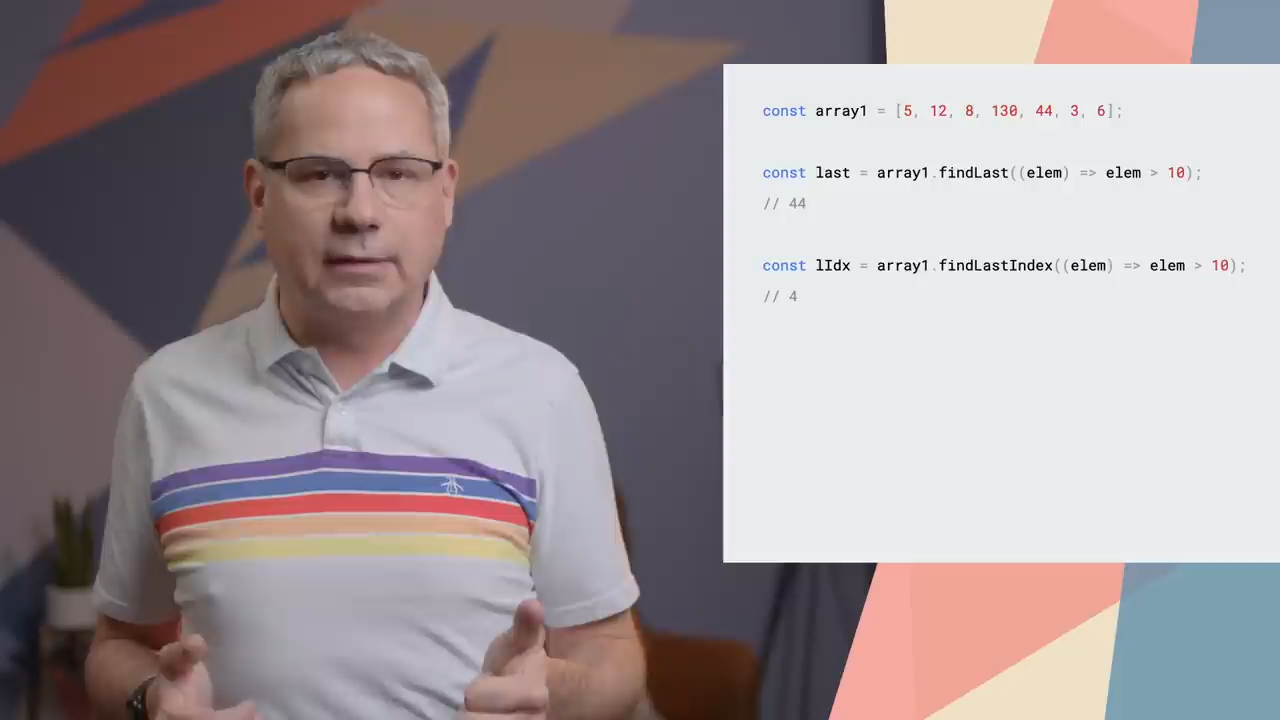 const array1 = [5, 12, 8, 130, 44, 3, 6];
const last = array1.findLast((elem) => elem > 10);
// 44
const lIdx = array1.findLastIndex((elem) => elem > 10);
// 4